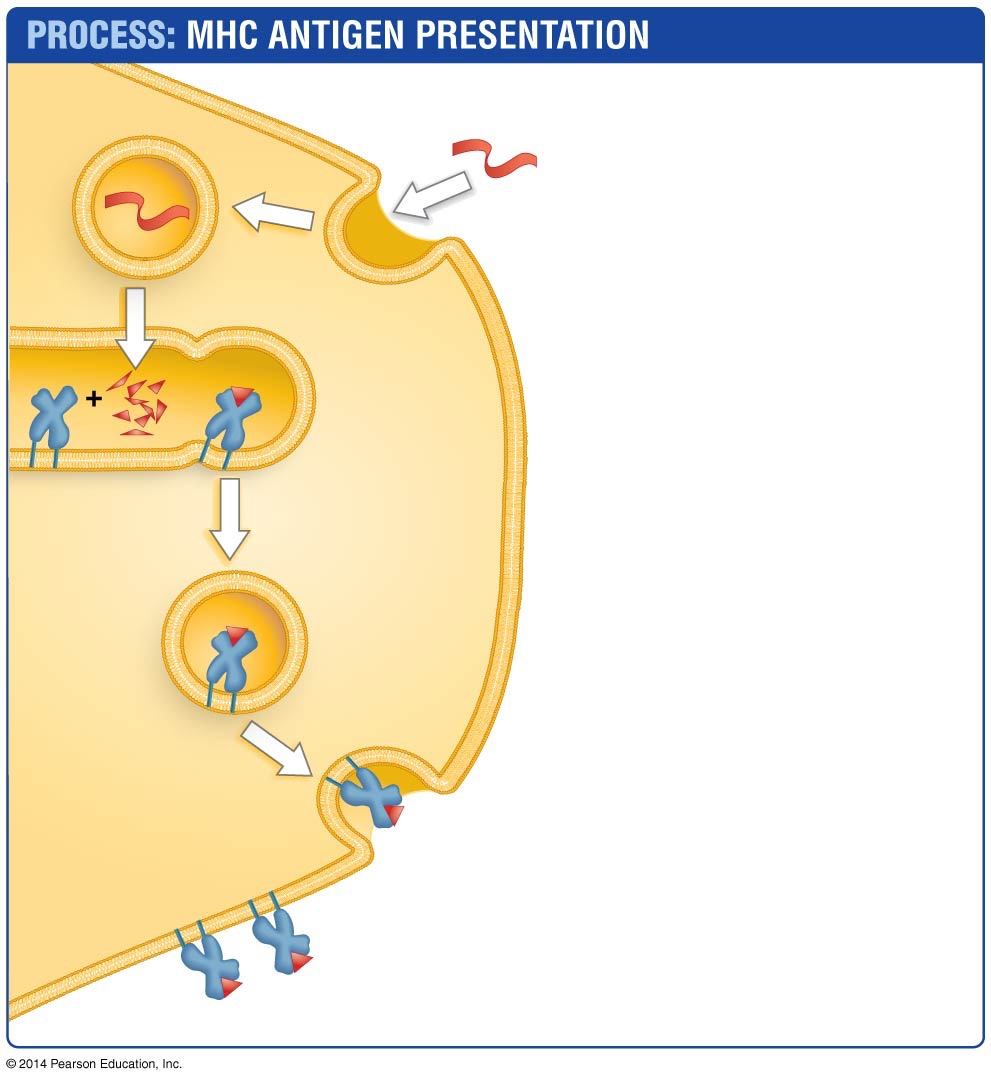 PROCESS: MHC ANTIGEN PRESENTATION
+
© 2014 Pearson Education, Inc.